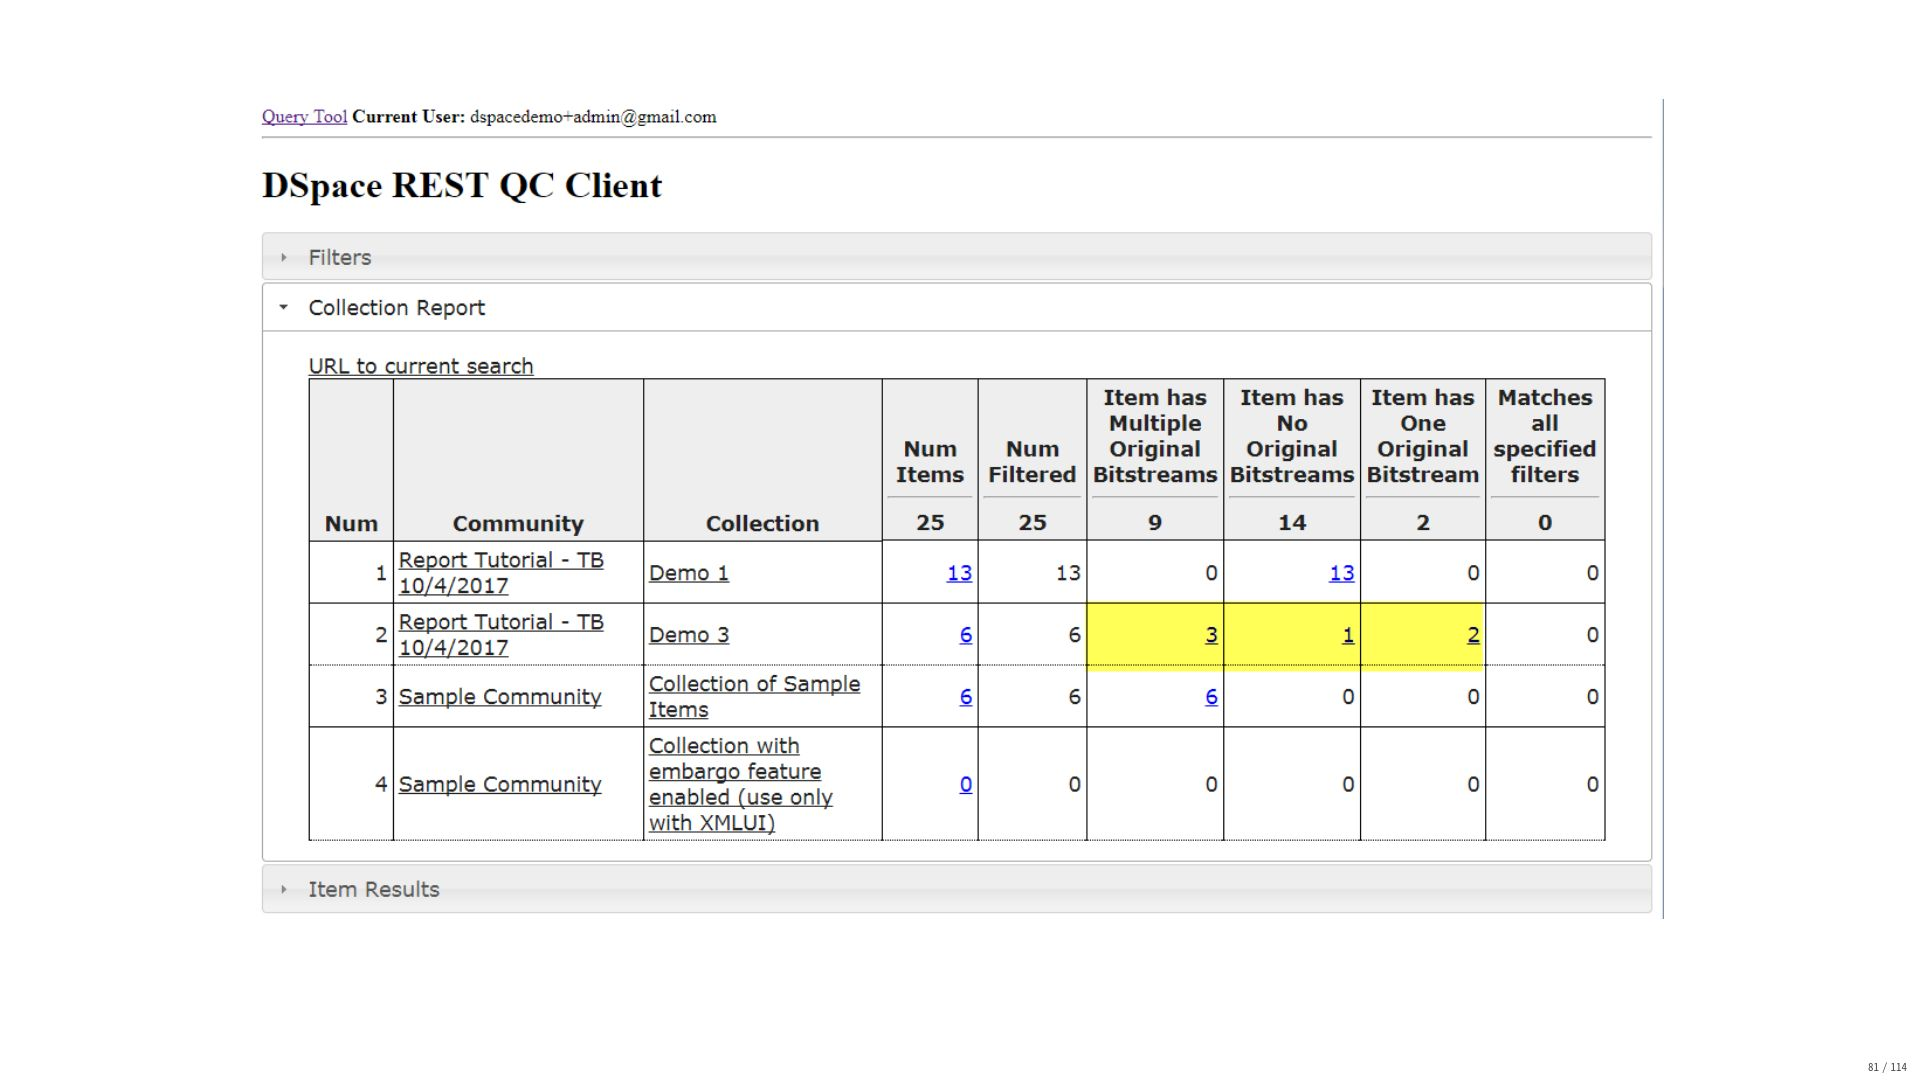 Query Tool Current User: dspacedemo+admin@gmail.com
DSpace REST QC Client
Filters
Collection Report
URL to current search
Num Community Collection Num Items 25 Num Filtered 25 Item has Multiple Original Bitstreams 9 Item has No Original Bitstreams 14 Item has One Original Bitstream 2 Matches all specified filters 0
1 Report Tutorial - TB 10/4/2017 Demo 1 13 13 0 13 0 0
2 Report Tutorial - TB 10/4/2017 Demo 3 6 6 3 1 2 0
3 Sample Community Collection of Sample Items 6 6 6 0 0 0
4 Sample Community Collection with embargo feature enabled (use only with XMLUI) 0 0 0 0 0 0
Item Results
81 / 114